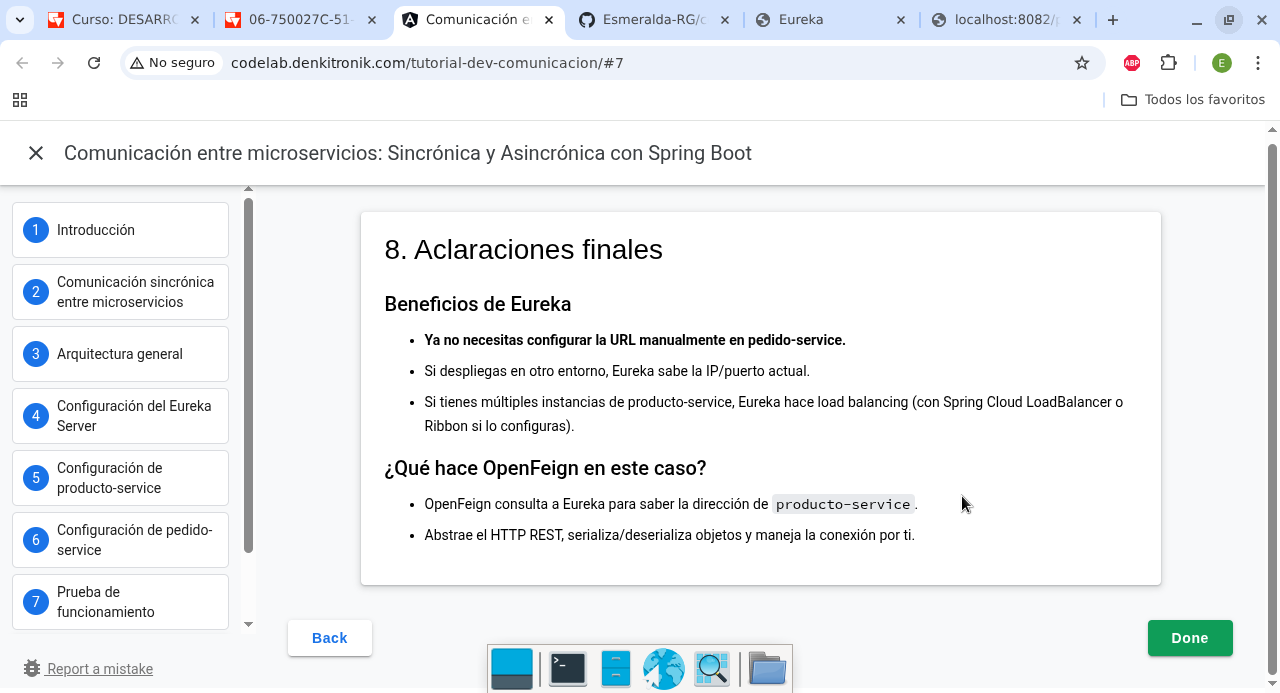 Curso: DESARRO
06-750027C-51-
Comunicación e
Esmeralda-RG/c
Eureka
localhost:8082/p
No seguro
codelab.denkitronik.com/tutorial-dev-comunicacion/#7
ABP
E
Todos los favoritos
Comunicación entre microservicios: Sincrónica y Asincrónica con Spring Boot
1 Introducción
2 Comunicación sincrónica
entre microservicios
3 Arquitectura general
4 Configuración del Eureka
Server
5 Configuración de
producto-service
6 Configuración de pedido-
service
7 Prueba de
funcionamiento
Report a mistake
8. Aclaraciones finales
Beneficios de Eureka
• Ya no necesitas configurar la URL manualmente en pedido-service.
• Si despliegas en otro entorno, Eureka sabe la IP/puerto actual.
• Si tienes múltiples instancias de producto-service, Eureka hace load balancing (con Spring Cloud LoadBalancer o
Ribbon si lo configuras).
¿Qué hace OpenFeign en este caso?
• OpenFeign consulta a Eureka para saber la dirección de producto-service.
• Abstrae el HTTP REST, serializa/deserializa objetos y maneja la conexión por ti.
Back
Done